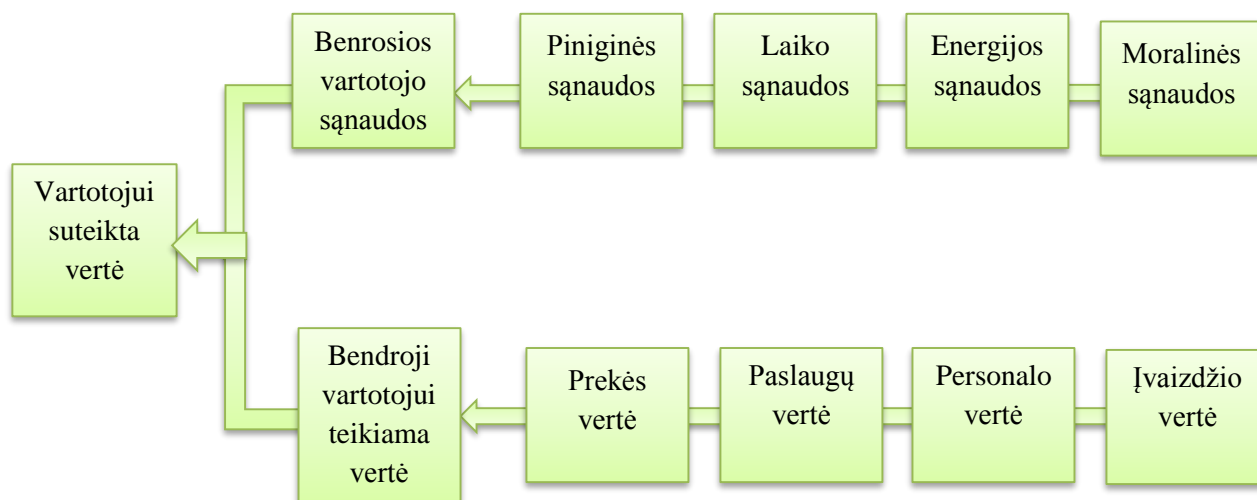 Benrosios
vartotojo
sąnaudos
Piniginės
sąnaudos
Laiko
sąnaudos
Energijos
sąnaudos
Moralinės
sąnaudos
Vartotojui
suteikta
vertė
Bendroji
vartotojui
teikiama
vertė
Prekės
vertė
Paslaugų
vertė
Personalo
vertė
Įvaizdžio
vertė